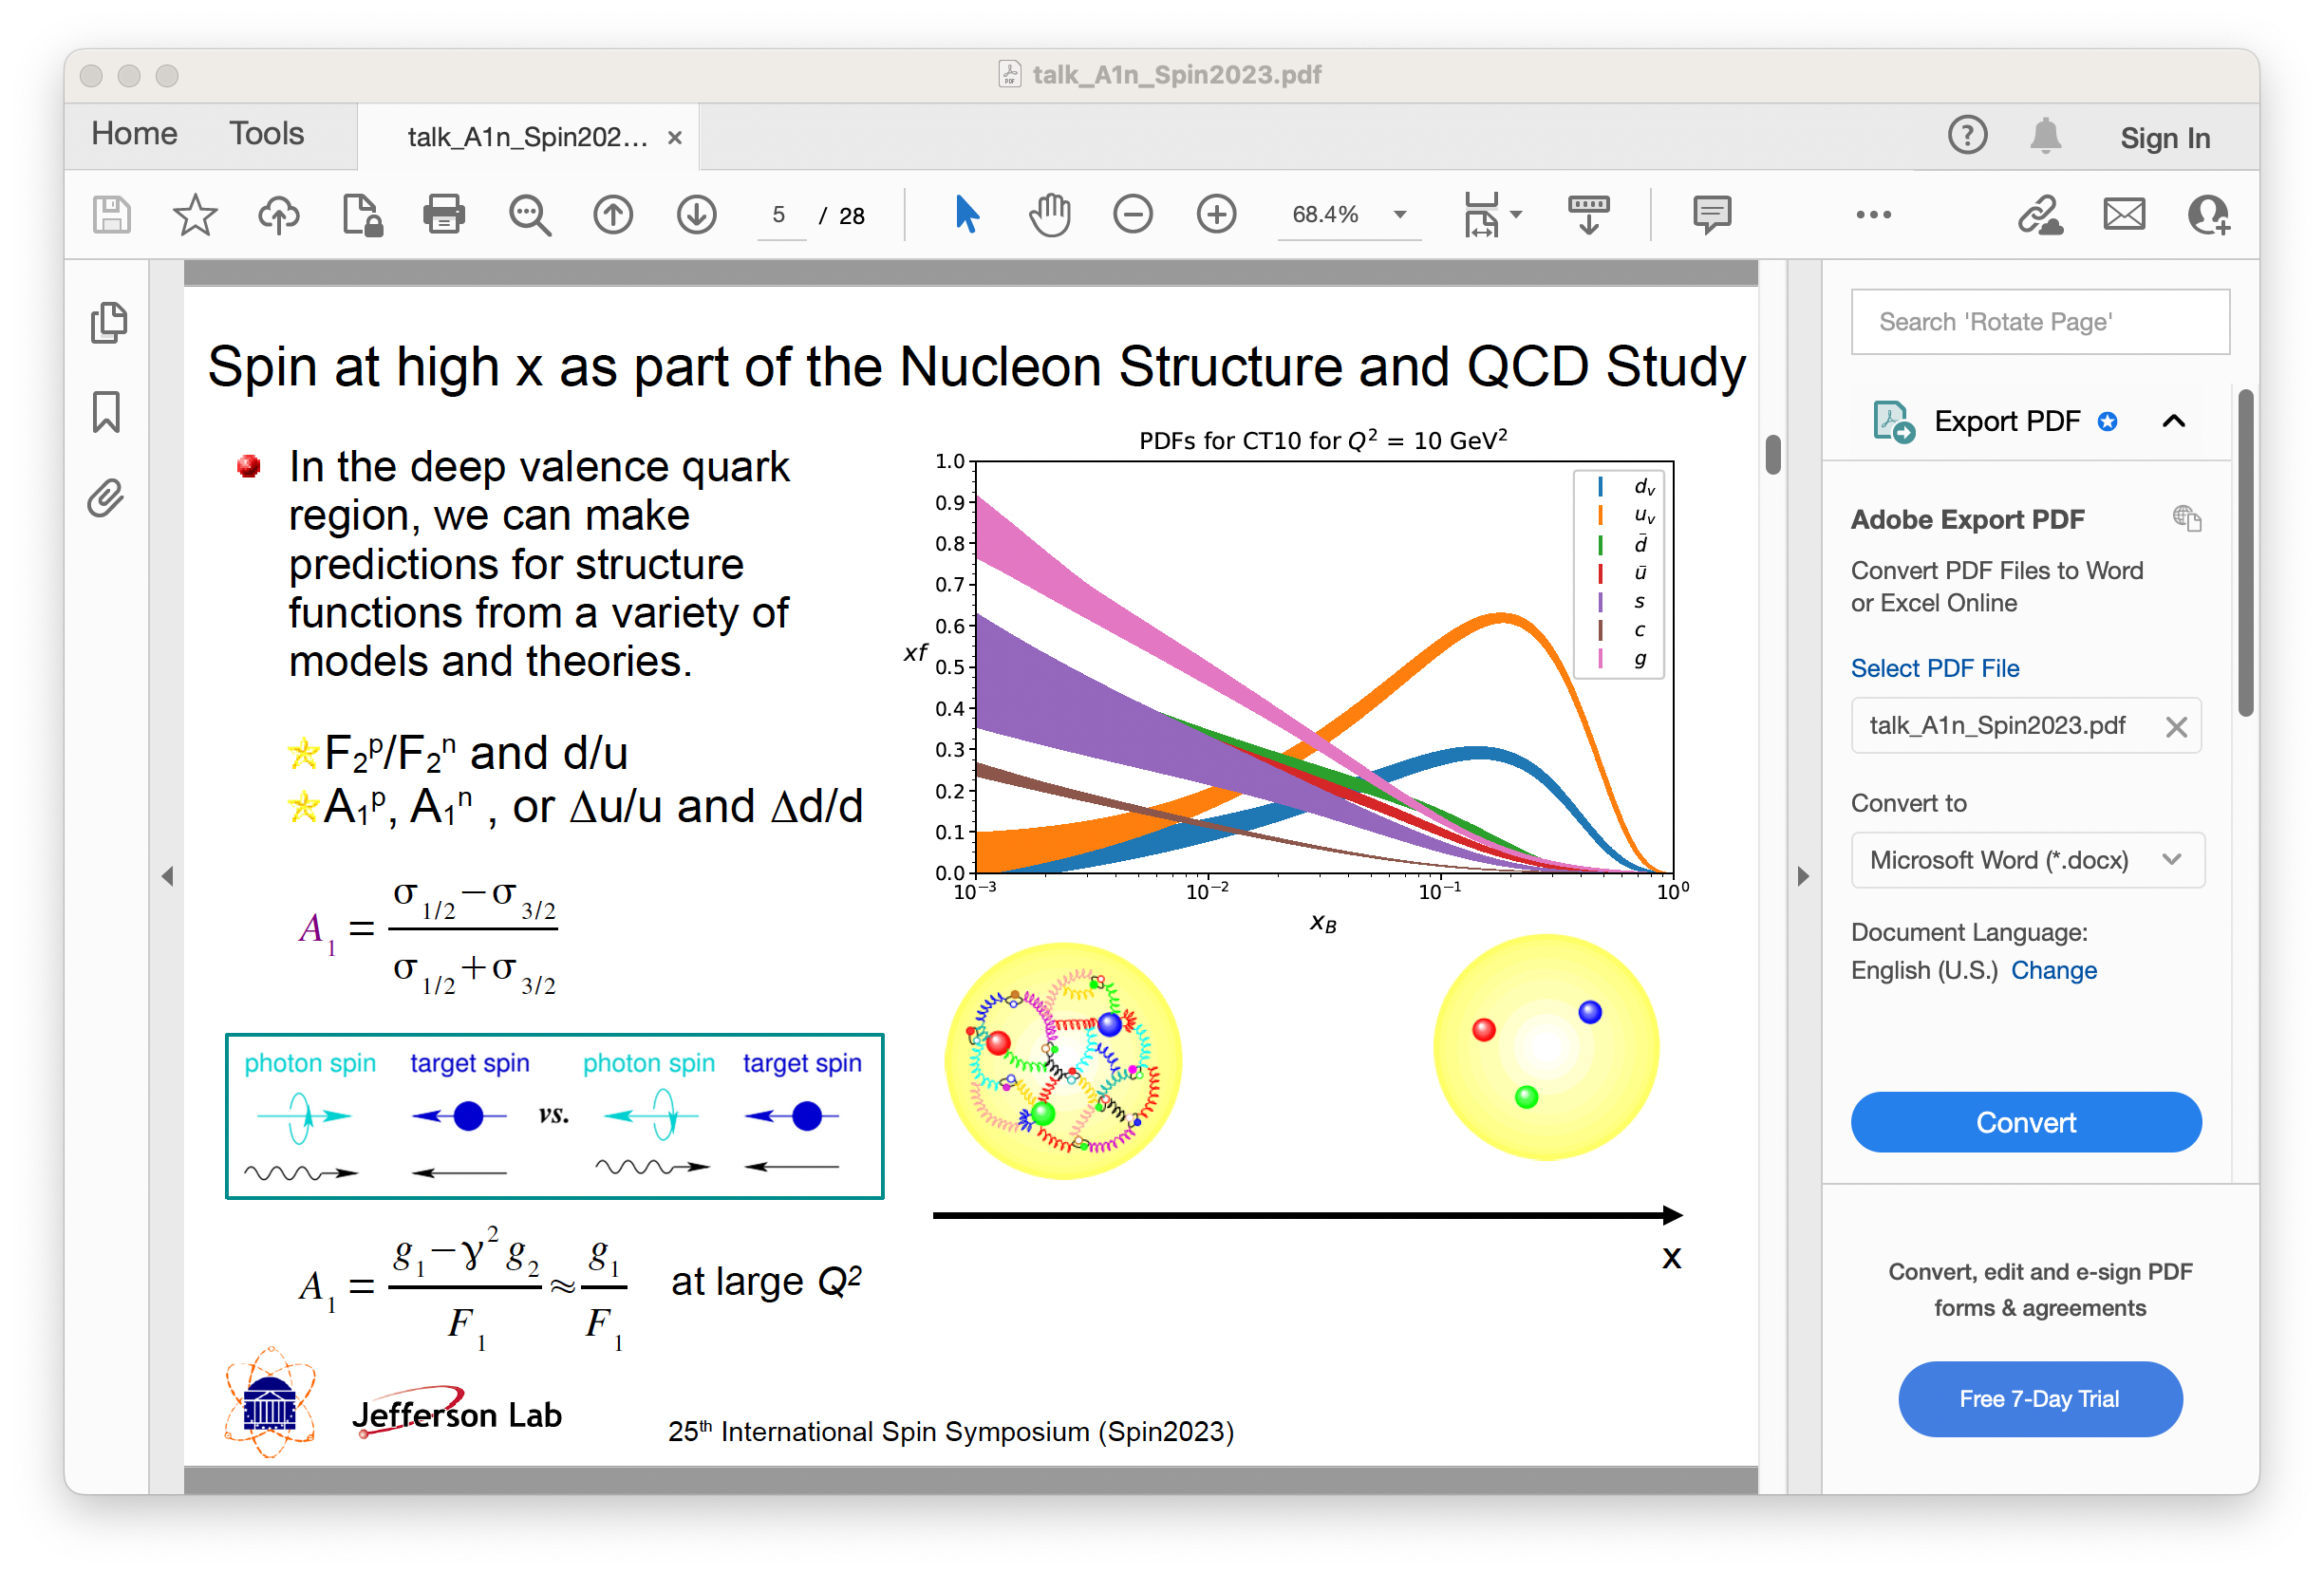 talk_A1n_Spin2023.pdf
Home Tools talk_A1n_Spin202... × Sign In
5 / 28 68.4%
Spin at high x as part of the Nucleon Structure and QCD Study
In the deep valence quark
region, we can make
predictions for structure
functions from a variety of
models and theories.
F₂ᵖ/F₂ⁿ and d/u
A₁ᵖ, A₁ⁿ , or Δu/u and Δd/d
A₁ = (σ₁/₂ − σ₃/₂) / (σ₁/₂ + σ₃/₂)
photon spin target spin photon spin target spin
vs.
A₁ = (g₁ − γ² g₂) / F₁ ≈ g₁ / F₁ at large Q²
PDFs for CT10 for Q² = 10 GeV²
1.0
0.9
0.8
0.7
0.6
0.5
0.4
0.3
0.2
0.1
0.0
xf
10⁻³ 10⁻² 10⁻¹ 10⁰
x_B
d_v
u_v
d̄
ū
s
c
g
x
Jefferson Lab
25th International Spin Symposium (Spin2023)
Search 'Rotate Page'
Export PDF
Adobe Export PDF
Convert PDF Files to Word
or Excel Online
Select PDF File
talk_A1n_Spin2023.pdf
Convert to
Microsoft Word (*.docx)
Document Language:
English (U.S.) Change
Convert
Convert, edit and e-sign PDF
forms & agreements
Free 7-Day Trial